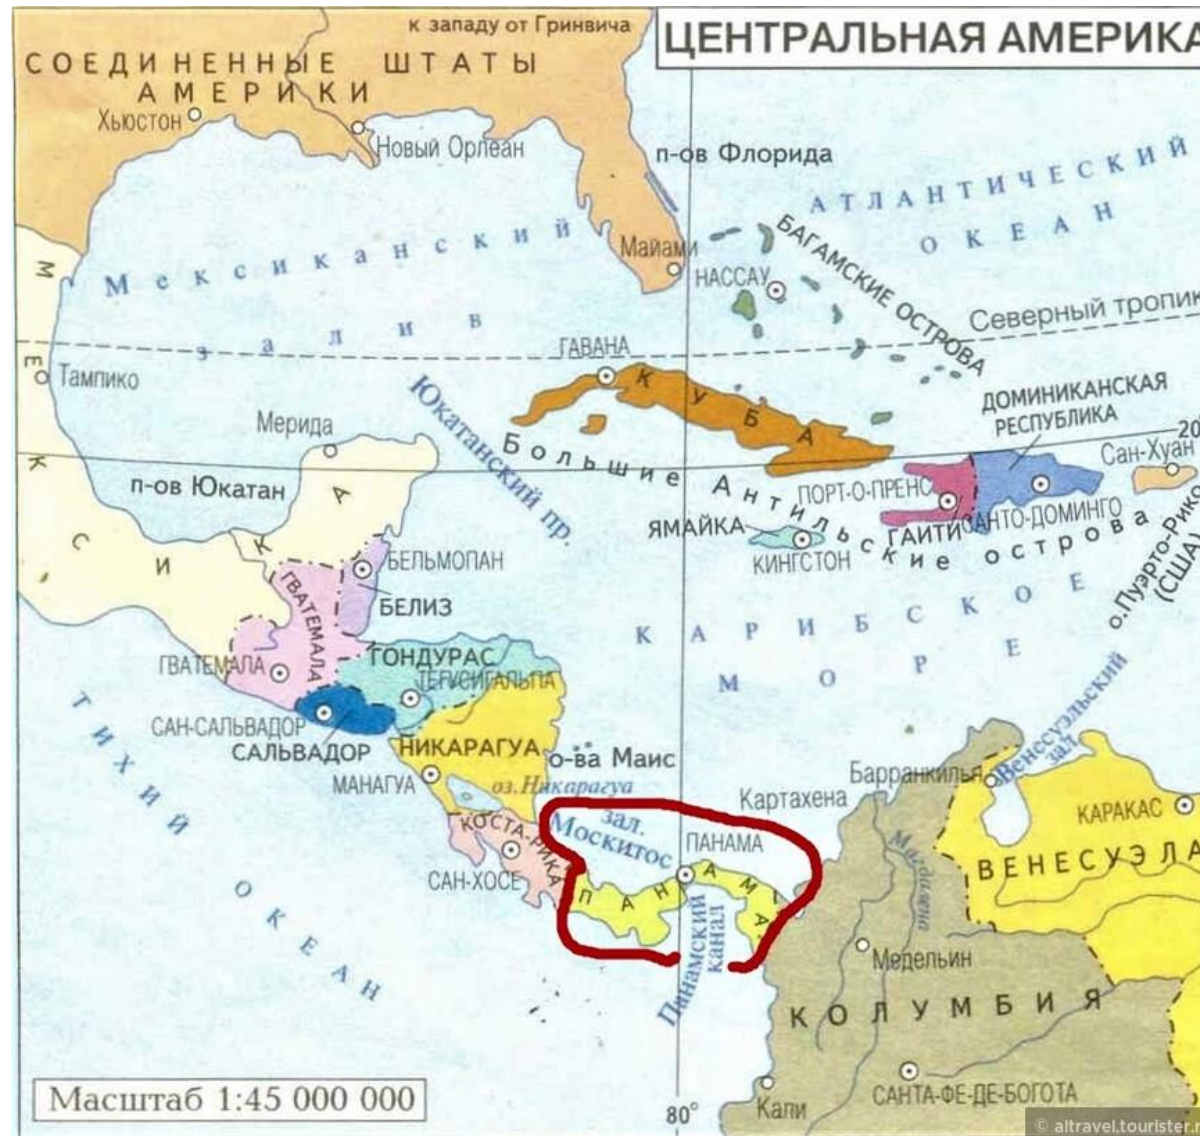 к западу от Гринвича
ЦЕНТРАЛЬНАЯ АМЕРИКА
СОЕДИНЕННЫЕ ШТАТЫ
АМЕРИКИ
Хьюстон
Новый Орлеан
п-ов Флорида
АТЛАНТИЧЕСКИЙ
ОКЕАН
Майами
НАССАУ
БАГАМСКИЕ ОСТРОВА
Мексиканский
залив
Северный тропик
ГАВАНА
КУБА
Тампико
МЕКСИКА
Мерида
п-ов Юкатан
Юкатанский пр.
Большие Антильские острова
ДОМИНИКАНСКАЯ
РЕСПУБЛИКА
20
Сан-Хуан
ПОРТ-О-ПРЕНС
ГАИТИ
САНТО-ДОМИНГО
о.Пуэрто-Рико
(США)
ЯМАЙКА
КИНГСТОН
БЕЛЬМОПАН
БЕЛИЗ
ГВАТЕМАЛА
ГВАТЕМАЛА
ГОНДУРАС
ТЕГУСИГАЛЬПА
КАРИБСКОЕ
МОРЕ
САН-САЛЬВАДОР
САЛЬВАДОР
НИКАРАГУА
МАНАГУА
о-ва Маис
оз.Никарагуа
ТИХИЙ ОКЕАН
КОСТА-РИКА
САН-ХОСЕ
зал.
Москитос
ПАНАМА
ПАНАМА
Панамский
канал
Венесуэльский
зал.
Барранкилья
Картахена
Магдалена
КАРАКАС
ВЕНЕСУЭЛА
Медельин
КОЛУМБИЯ
САНТА-ФЕ-ДЕ-БОГОТА
Кали
80°
Масштаб 1:45 000 000
© altravel.tourister.r